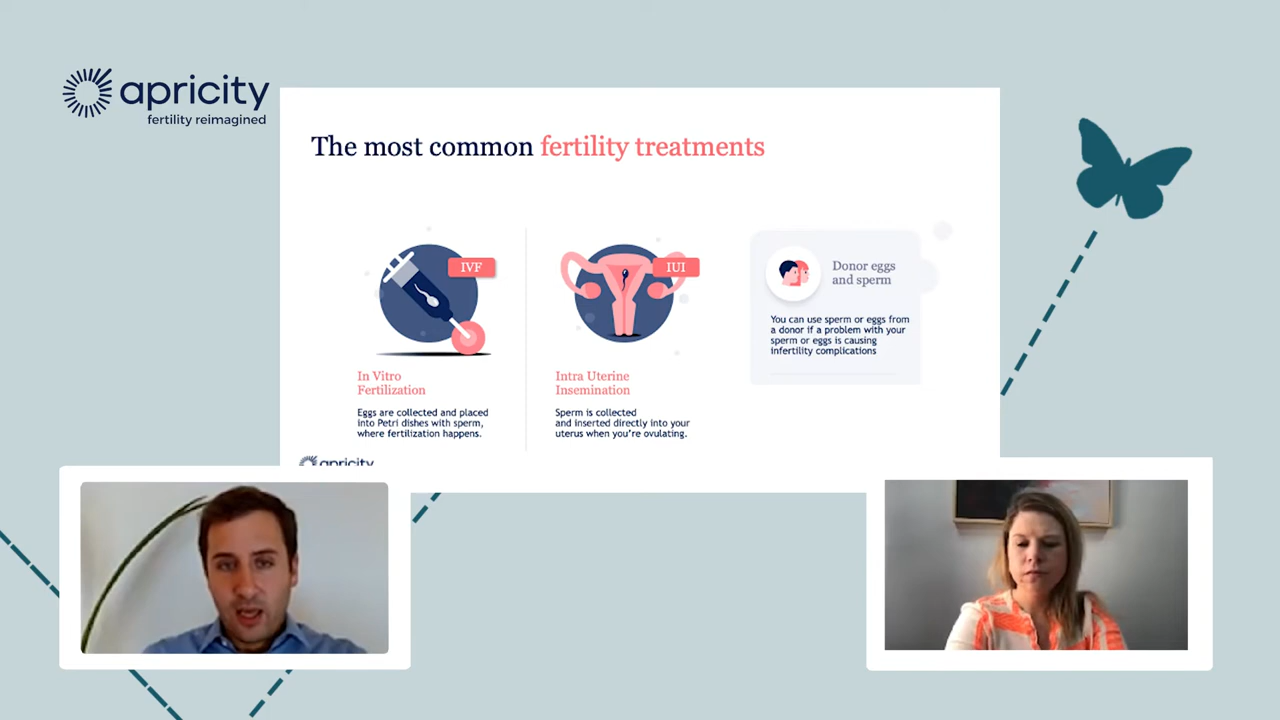 apricity
fertility reimagined
The most common fertility treatments
IVF
In Vitro
Fertilization
Eggs are collected and placed
into Petri dishes with sperm,
where fertilization happens.
IUI
Intra Uterine
Insemination
Sperm is collected
and inserted directly into your
uterus when you're ovulating.
Donor eggs
and sperm
You can use sperm or eggs from
a donor if a problem with your
sperm or eggs is causing
infertility complications
apricity